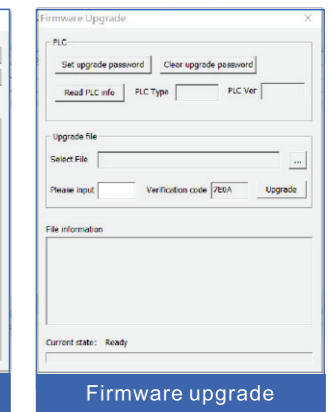 Firmware Upgrade
PLC
Set upgrade password Clear upgrade password
Read PLC info PLC Type PLC Ver
Upgrade file
Select File ...
Please input Verification code 7E0A Upgrade
File information
Current state: Ready
Firmware upgrade